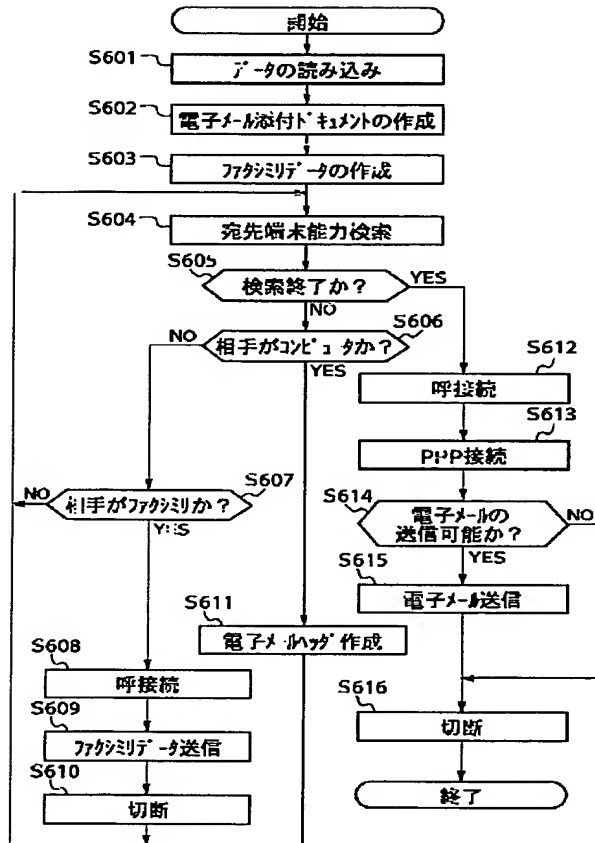 開始
S601
データの読み込み
S602
電子メール添付ドキュメントの作成
S603
ファクシミリデータの作成
S604
宛先端末能力検索
S605
検索終了か?
YES
NO
S606
相手がコンピュータか?
NO
YES
S612
呼接続
S613
PPP接続
S607
相手がファクシミリか?
NO
YES
S614
電子メールの
送信可能か?
NO
YES
S615
電子メール送信
S611
電子メールヘッダ作成
S608
呼接続
S609
ファクシミリデータ送信
S610
切断
S616
切断
終了